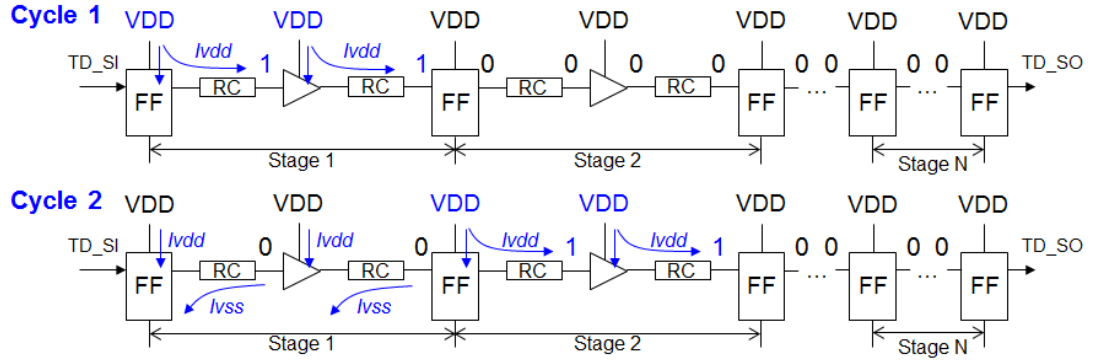 Cycle 1 VDD VDD VDD VDD VDD VDD VDD
TD_SI Ivdd 1 Ivdd 1 0 0 0 0 0 0 0 0 TD_SO
FF RC RC FF RC RC FF ... FF ... FF
Stage 1 Stage 2 Stage N
Cycle 2 VDD VDD VDD VDD VDD VDD VDD
TD_SI Ivdd 0 Ivdd 0 Ivdd 1 Ivdd 1 0 0 0 0 TD_SO
FF RC RC FF RC RC FF ... FF ... FF
Ivss Ivss
Stage 1 Stage 2 Stage N